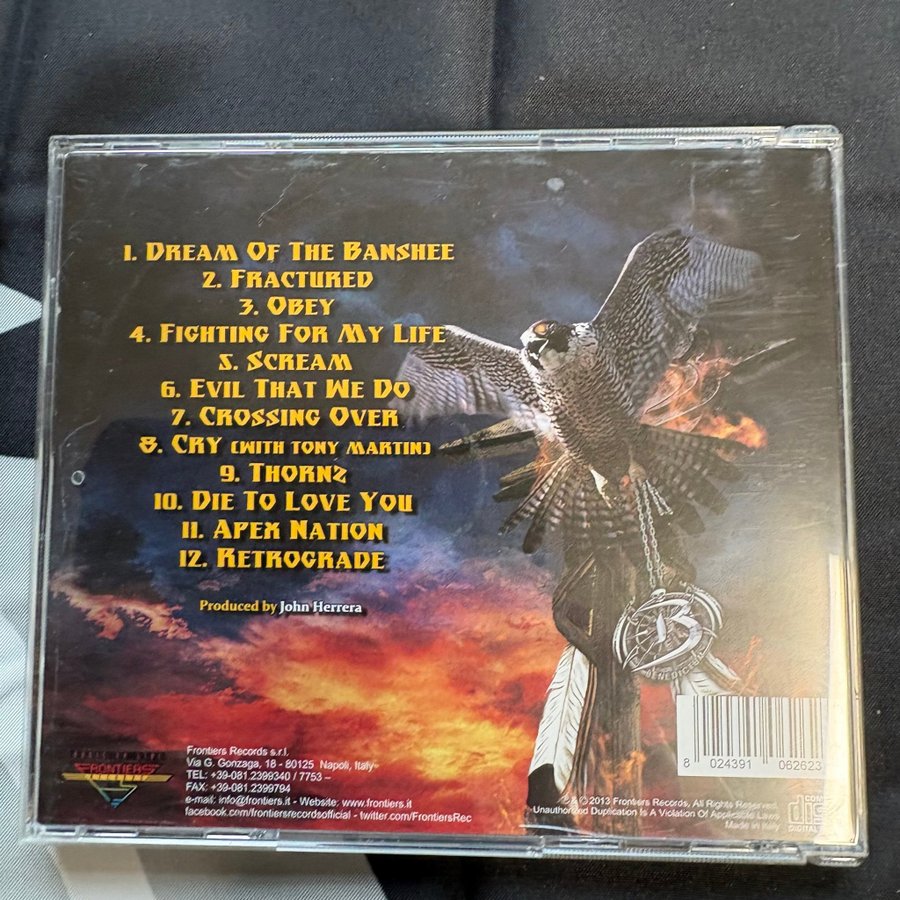 1. DREAM OF THE BANSHEE
2. FRACTURED
3. OBEY
4. FIGHTING FOR MY LIFE
5. SCREAM
6. EVIL THAT WE DO
7. CROSSING OVER
8. CRY (WITH TONY MARTIN)
9. THORNZ
10. DIE TO LOVE YOU
11. APEX NATION
12. RETROGRADE
Produced by John Herrera
B
FRONTIERS
Frontiers Records s.r.l.
Via G. Gonzaga, 18 - 80125 Napoli, Italy
TEL: +39-081.2399340 / 7753 –
FAX: +39-081.2399794
e-mail: info@frontiers.it - Website: www.frontiers.it
facebook.cm/frontiersrecordsofficial - twitter.com/FrontiersRec
8 024391 062623
℗ & © 2013 Frontiers Records. All Rights Reserved.
Unauthorized Duplication Is A Violation Of Applicable Laws
Made in Italy